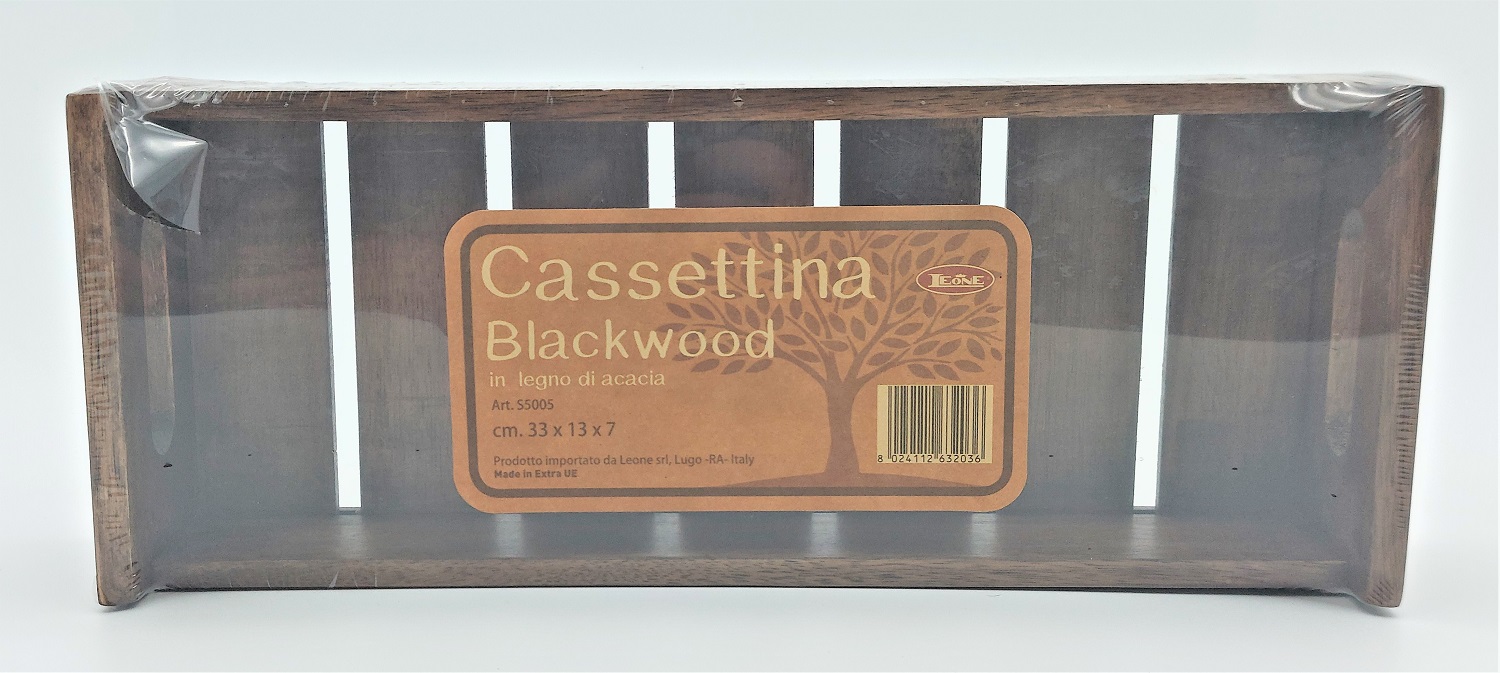 Cassettina
LEONE
Blackwood
in legno di acacia
Art. S5005
cm. 33 x 13 x 7
Prodotto importato da Leone srl, Lugo -RA- Italy
Made in Extra UE
8 024112 632036